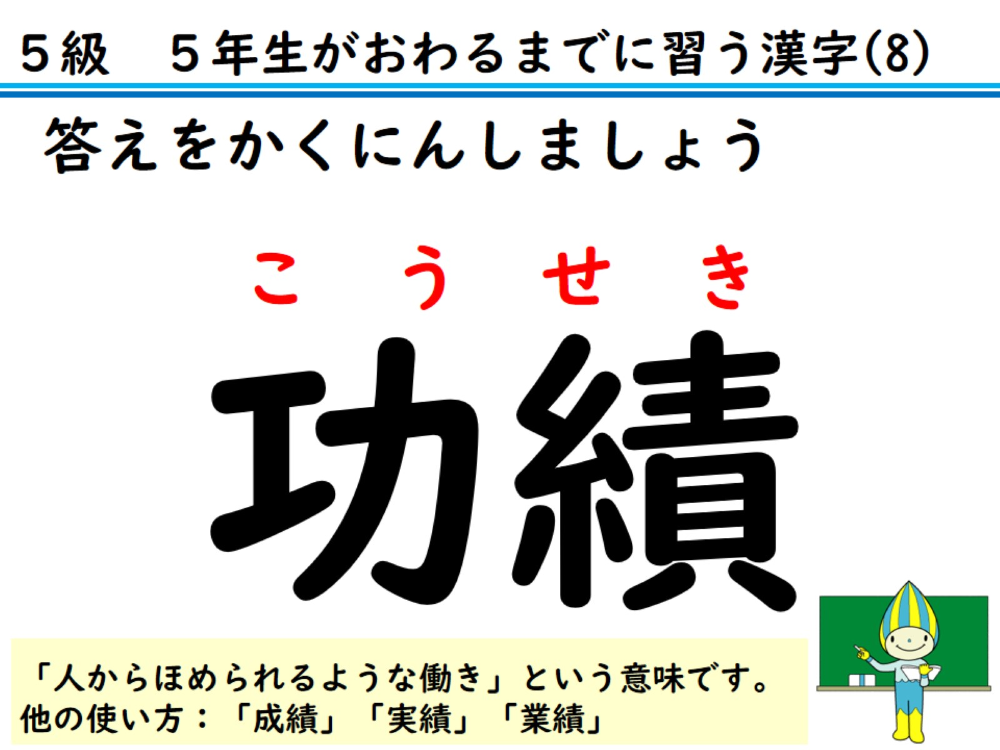 ５級　５年生がおわるまでに習う漢字(8)
答えをかくにんしましょう
こうせき
功績
「人からほめられるような働き」という意味です。
他の使い方：「成績」「実績」「業績」